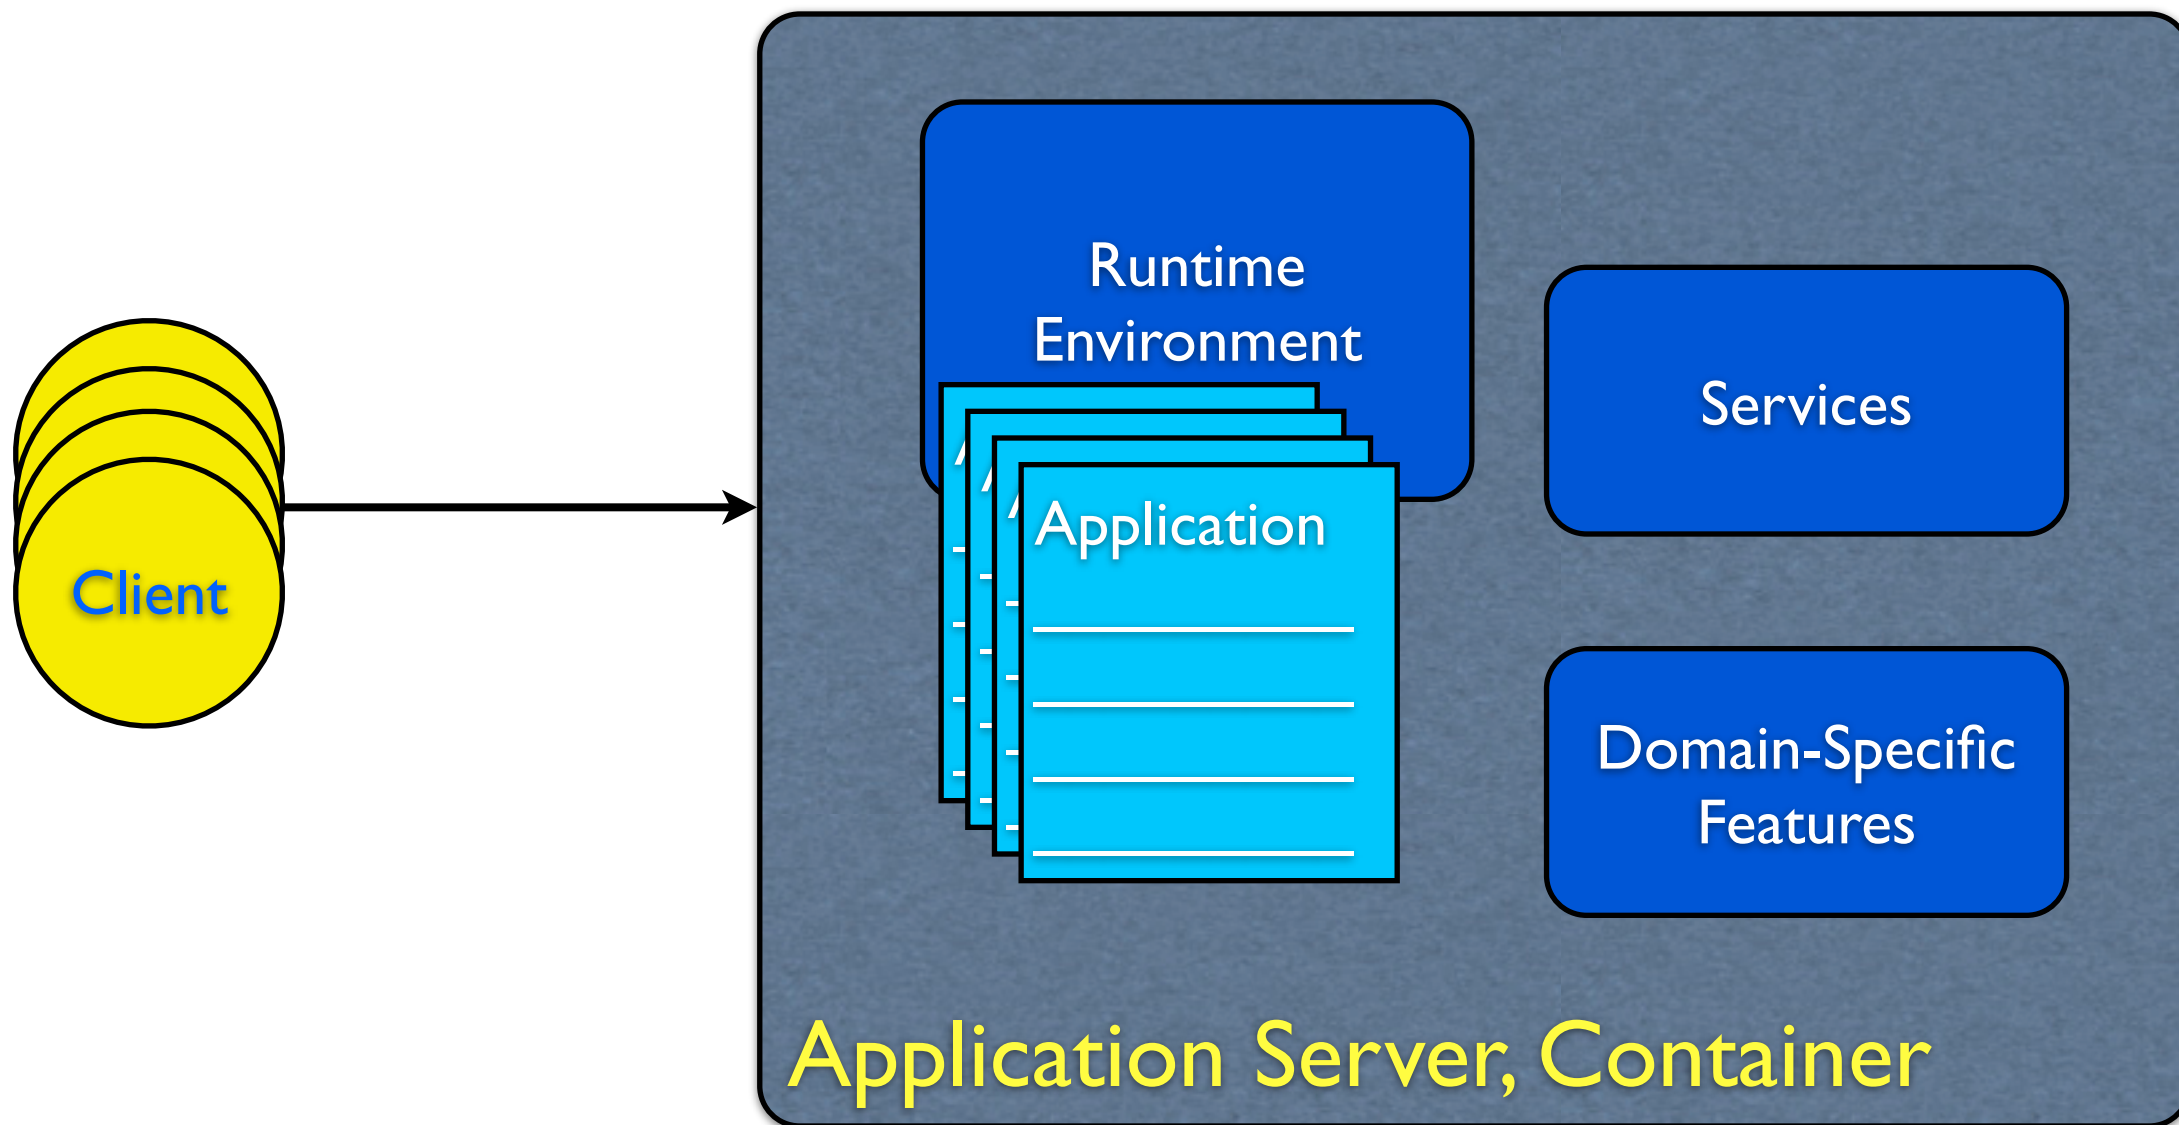 Runtime
Environment
Services
Application
Client
Domain-Specific
Features
Application Server, Container